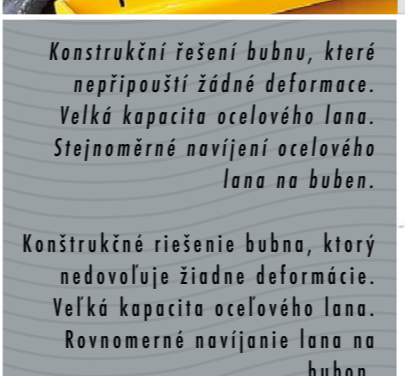 Konstrukční řešení bubnu, které
nepřipouští žádné deformace.
Velká kapacita ocelového lana.
Stejnoměrné navíjení ocelového
lana na buben.
Konštrukčné riešenie bubna, ktorý
nedovoľuje žiadne deformácie.
Veľká kapacita oceľového lana.
Rovnomerné navíjanie lana na
bubon.